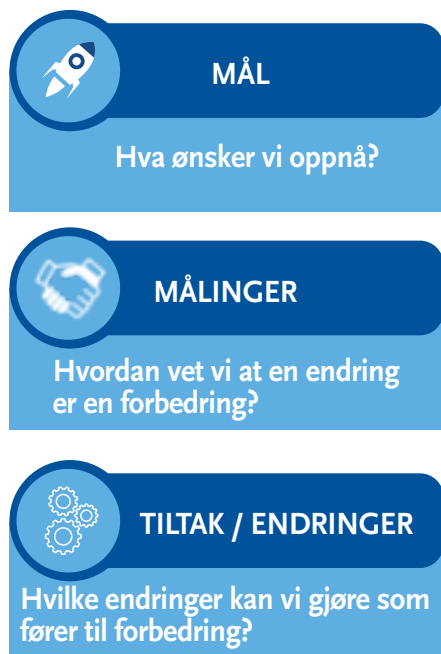 MÅL
Hva ønsker vi oppnå?
MÅLINGER
Hvordan vet vi at en endring
er en forbedring?
TILTAK / ENDRINGER
Hvilke endringer kan vi gjøre som
fører til forbedring?